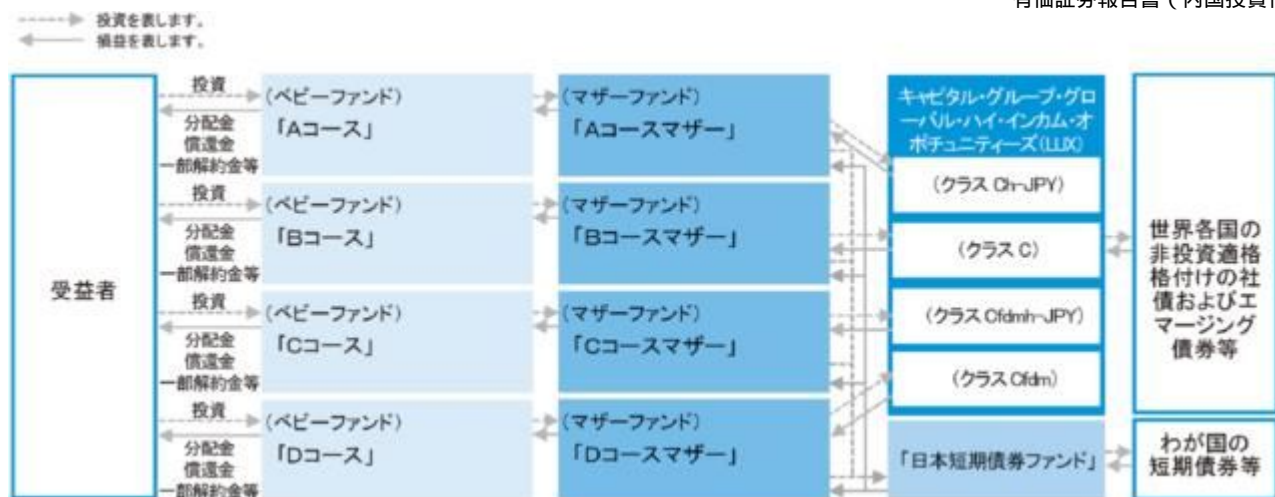 有価証券報告書(内国投資信
投資を表します。
損益を表します。
受益者
投資
分配金
償還金
一部解約金等
(ベビーファンド)
「Aコース」
(マザーファンド)
「Aコースマザー」
投資
分配金
償還金
一部解約金等
(ベビーファンド)
「Bコース」
(マザーファンド)
「Bコースマザー」
投資
分配金
償還金
一部解約金等
(ベビーファンド)
「Cコース」
(マザーファンド)
「Cコースマザー」
投資
分配金
償還金
一部解約金等
(ベビーファンド)
「Dコース」
(マザーファンド)
「Dコースマザー」
キャピタル・グループ・グロ
ーバル・ハイ・インカム・オ
ポチュニティーズ(LUX)
(クラス Ch-JPY)
(クラス C)
(クラス Cfdmh-JPY)
(クラス Cfdm)
「日本短期債券ファンド」
世界各国の
非投資適格
格付けの社
債およびエ
マージング
債券等
わが国の
短期債券等